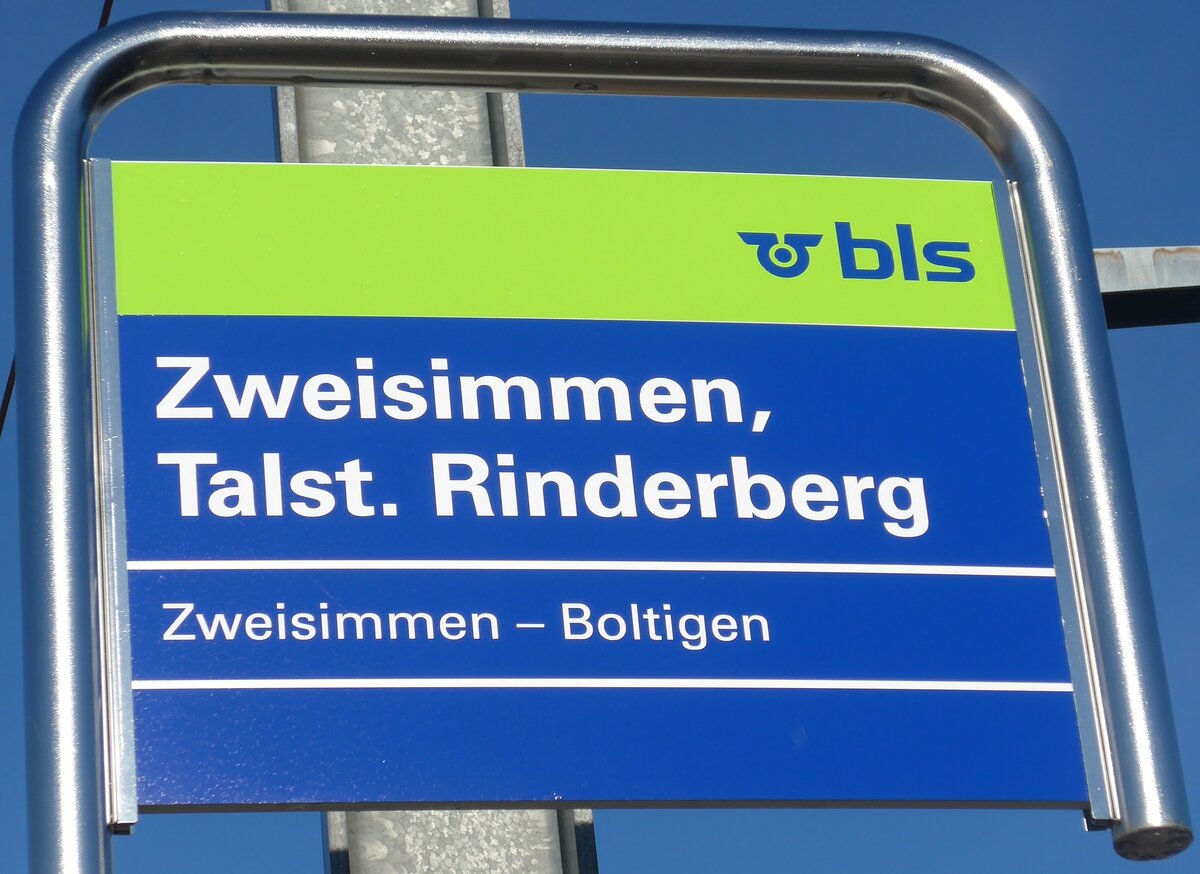 bls
Zweisimmen,
Talst. Rinderberg
Zweisimmen – Boltigen